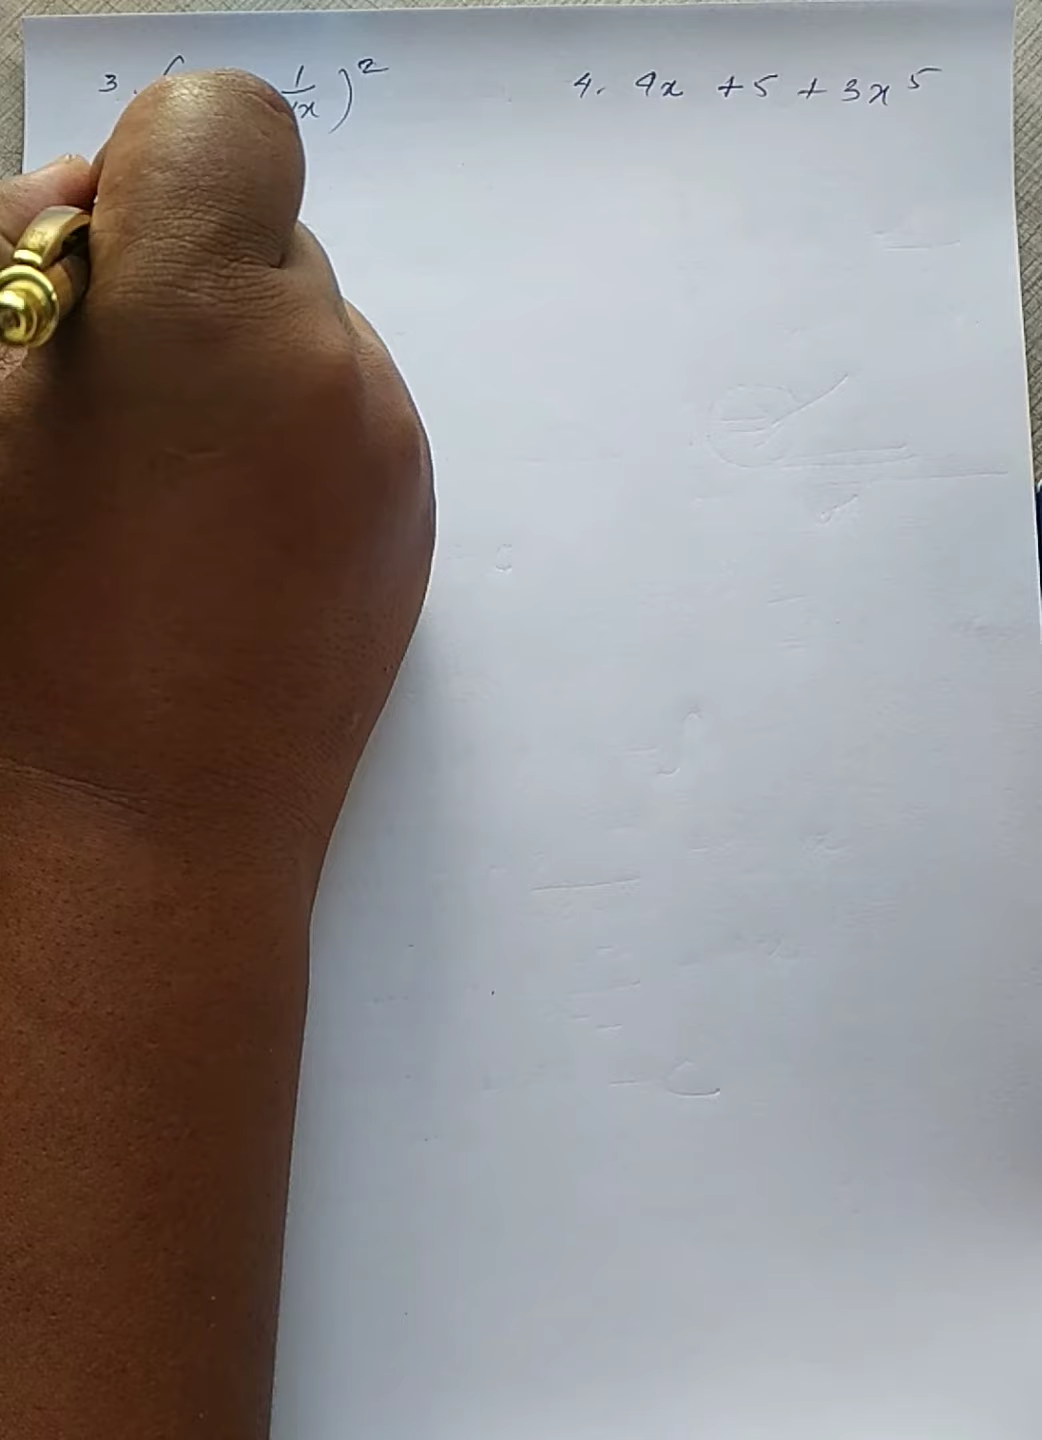 3. ( 1/x )² 4. 4x + 5 + 3x⁵